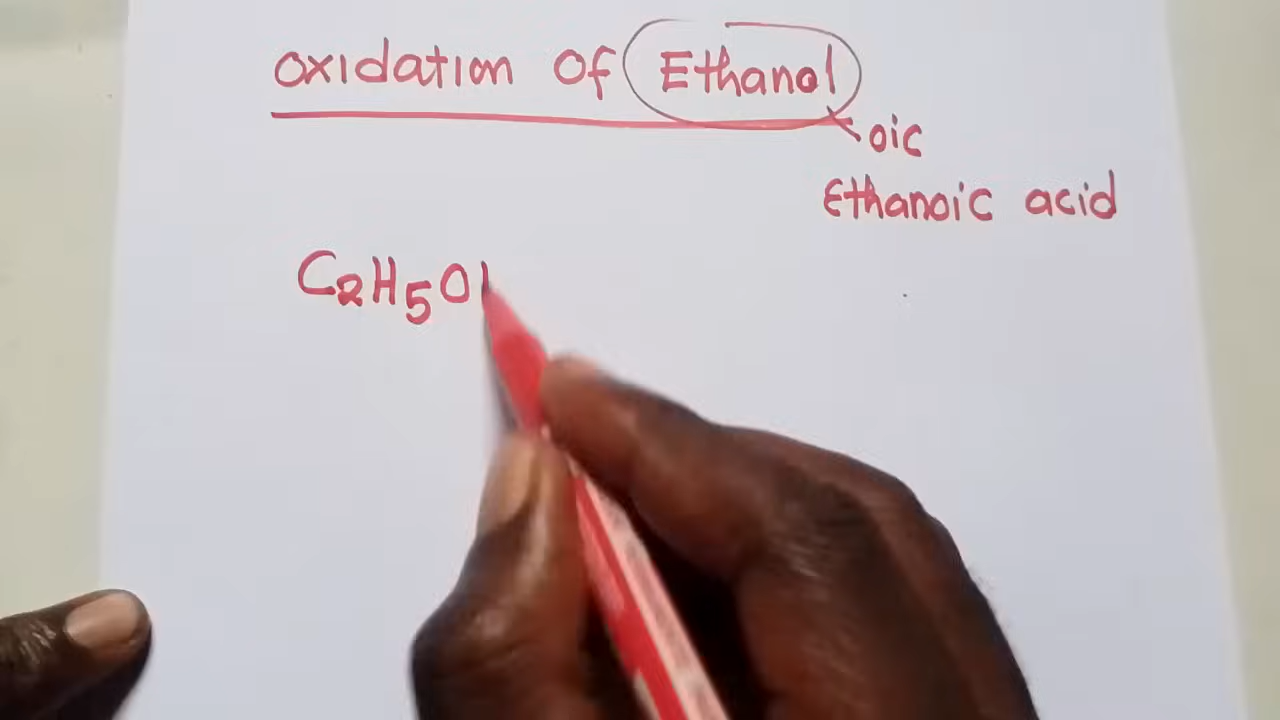 Oxidation Of Ethanol
oic
Ethanoic acid
C₂H₅O